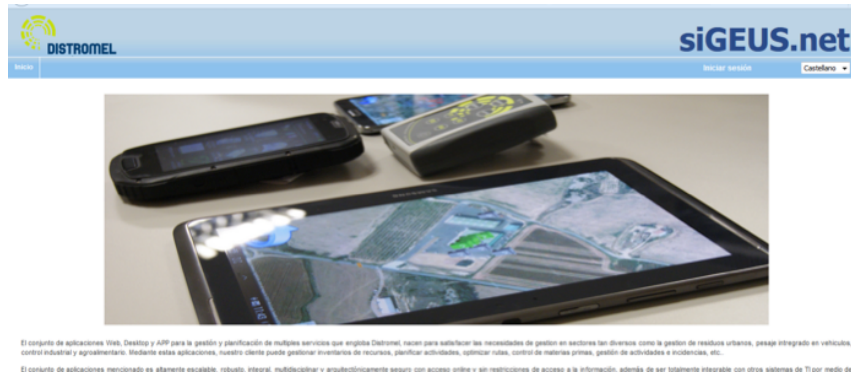 DISTROMEL
siGEUS.net
Inicio
Iniciar sesión
Castellano
El conjunto de aplicaciones Web, Desktop y APP para la gestión y planificación de multiples servicios que engloba Distromel, nacen para satisfacer las necesidades de gestion en sectores tan diversos como la gestion de residuos urbanos, pesaje intregrado en vehículos,
control industrial y agroalimentario. Mediante estas aplicaciones, nuestro cliente puede gestionar inventarios de recursos, planificar actividades, optimizar rutas, control de materias primas, gestión de actividades e incidencias, etc..
El conjunto de aplicaciones mencionado es altamente escalable, robusto, integral, multidisciplinar y arquitectónicamente seguro con acceso online y sin restricciones de acceso a la información, además de ser totalmente integrable con otros sistemas de TI por medio de